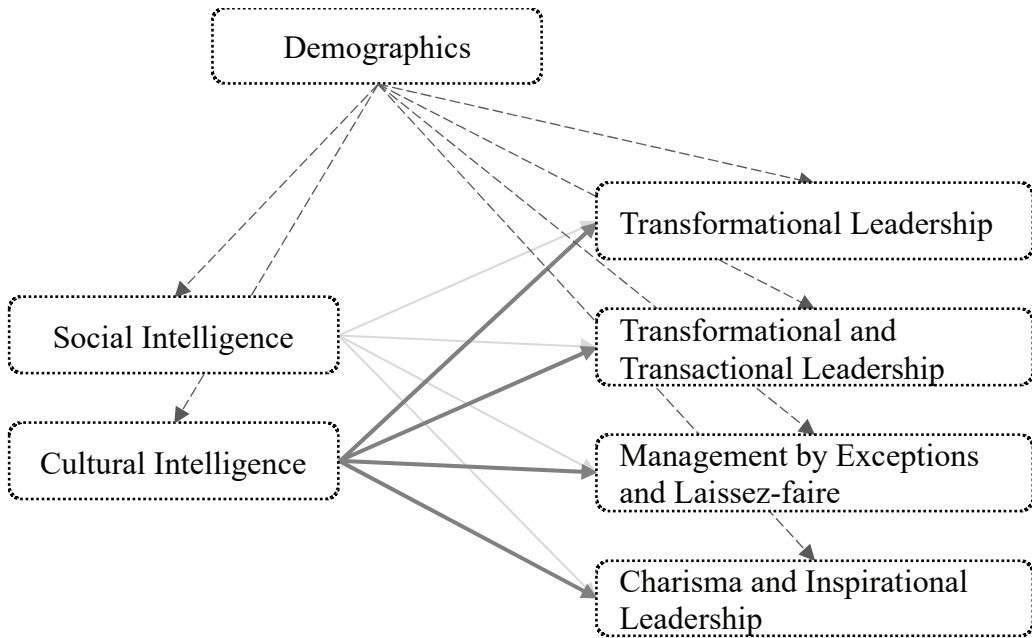 Demographics
Transformational Leadership
Social Intelligence
Transformational and
Transactional Leadership
Cultural Intelligence
Management by Exceptions
and Laissez-faire
Charisma and Inspirational
Leadership